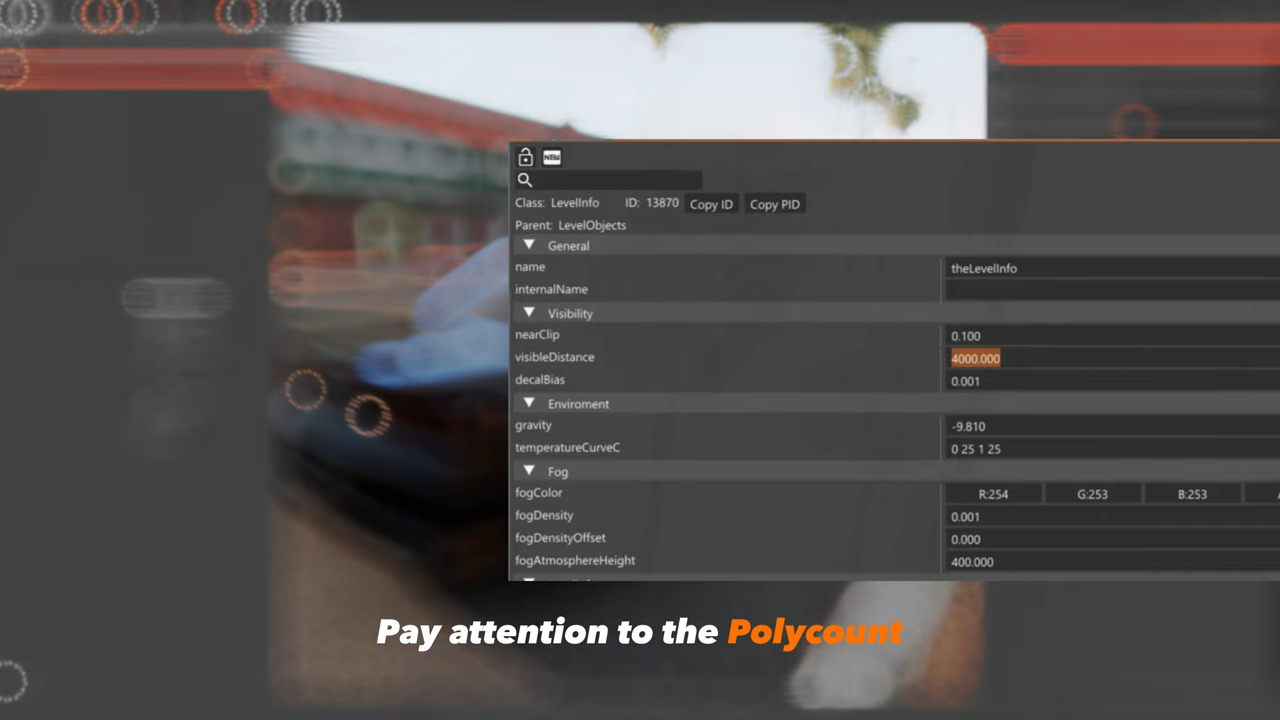 NEW
Class: LevelInfo ID: 13870 Copy ID Copy PID
Parent: LevelObjects
General
name theLevelInfo
internalName
Visibility
nearClip 0.100
visibleDistance 4000.000
decalBias 0.001
Enviroment
gravity -9.810
temperatureCurveC 0 25 1 25
Fog
fogColor R:254 G:253 B:253
fogDensity 0.001
fogDensityOffset 0.000
fogAtmosphereHeight 400.000
Pay attention to the Polycount